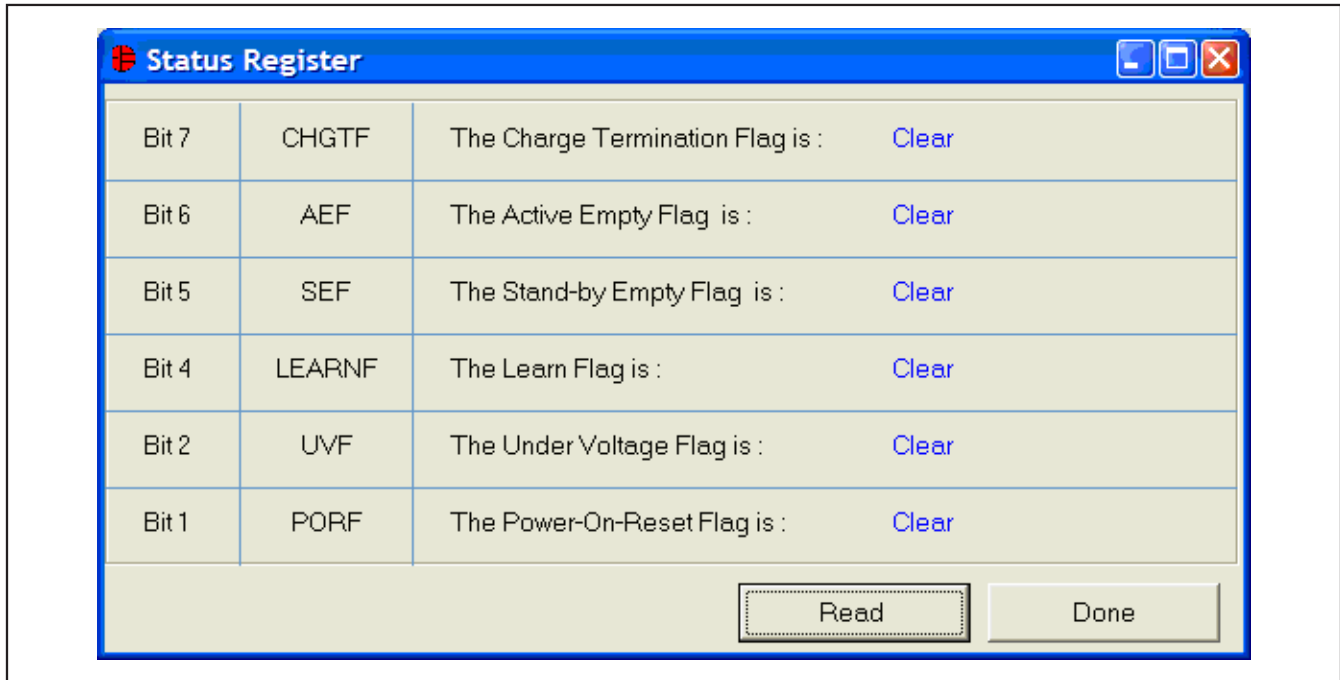 Status Register
Bit 7 CHGTF The Charge Termination Flag is : Clear
Bit 6 AEF The Active Empty Flag is : Clear
Bit 5 SEF The Stand-by Empty Flag is : Clear
Bit 4 LEARNF The Learn Flag is : Clear
Bit 2 UVF The Under Voltage Flag is : Clear
Bit 1 PORF The Power-On-Reset Flag is : Clear
Read Done